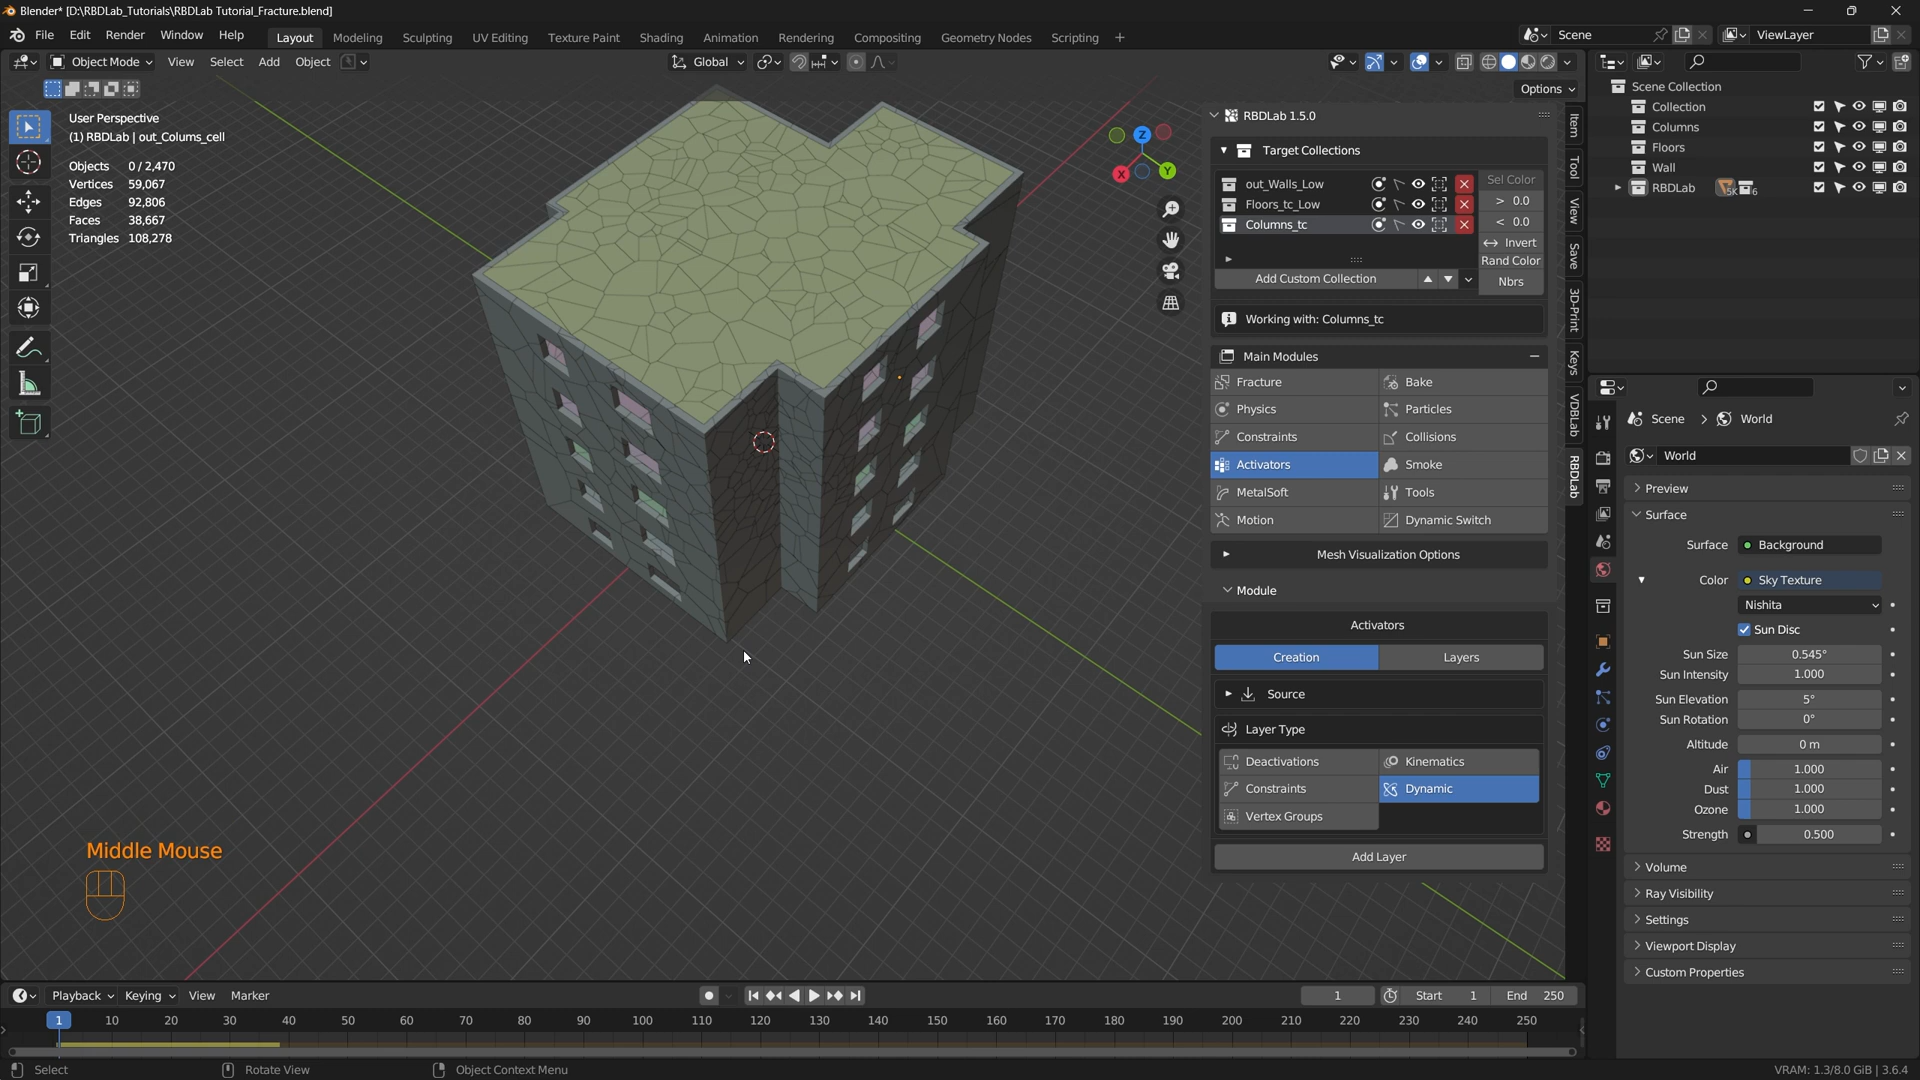 Blender* [D:\RBDLab_Tutorials\RBDLab Tutorial_Fracture.blend]
File Edit Render Window Help Layout Modeling Sculpting UV Editing Texture Paint Shading Animation Rendering Compositing Geometry Nodes Scripting + Scene ViewLayer
Object Mode View Select Add Object Global
Options
User Perspective
(1) RBDLab | out_Colums_cell
Objects 0/2,470
Vertices 59,067
Edges 92,806
Faces 38,667
Triangles 108,278
Z
X
Y
Middle Mouse
RBDLab 1.5.0
Target Collections
out_Walls_Low
Floors_tc_Low
Columns_tc
Sel Color
> 0.0
< 0.0
Invert
Rand Color
Nbrs
Add Custom Collection
Working with: Columns_tc
Main Modules
Fracture Bake
Physics Particles
Constraints Collisions
Activators Smoke
MetalSoft Tools
Motion Dynamic Switch
Mesh Visualization Options
Module
Activators
Creation Layers
Source
Layer Type
Deactivations Kinematics
Constraints Dynamic
Vertex Groups
Add Layer
Item
Tool
View
Save
3D-Print
Keys
VDBLab
RBDLab
Scene Collection
Collection
Columns
Floors
Wall
RBDLab 5K 6
Scene > World
World
Preview
Surface
Surface Background
Color Sky Texture
Nishita
Sun Disc
Sun Size 0.545°
Sun Intensity 1.000
Sun Elevation 5°
Sun Rotation 0°
Altitude 0 m
Air 1.000
Dust 1.000
Ozone 1.000
Strength 0.500
Volume
Ray Visibility
Settings
Viewport Display
Custom Properties
Playback Keying View Marker 1 Start 1 End 250
1 10 20 30 40 50 60 70 80 90 100 110 120 130 140 150 160 170 180 190 200 210 220 230 240 250
Select Rotate View Object Context Menu VRAM: 1.3/8.0 GiB | 3.6.4